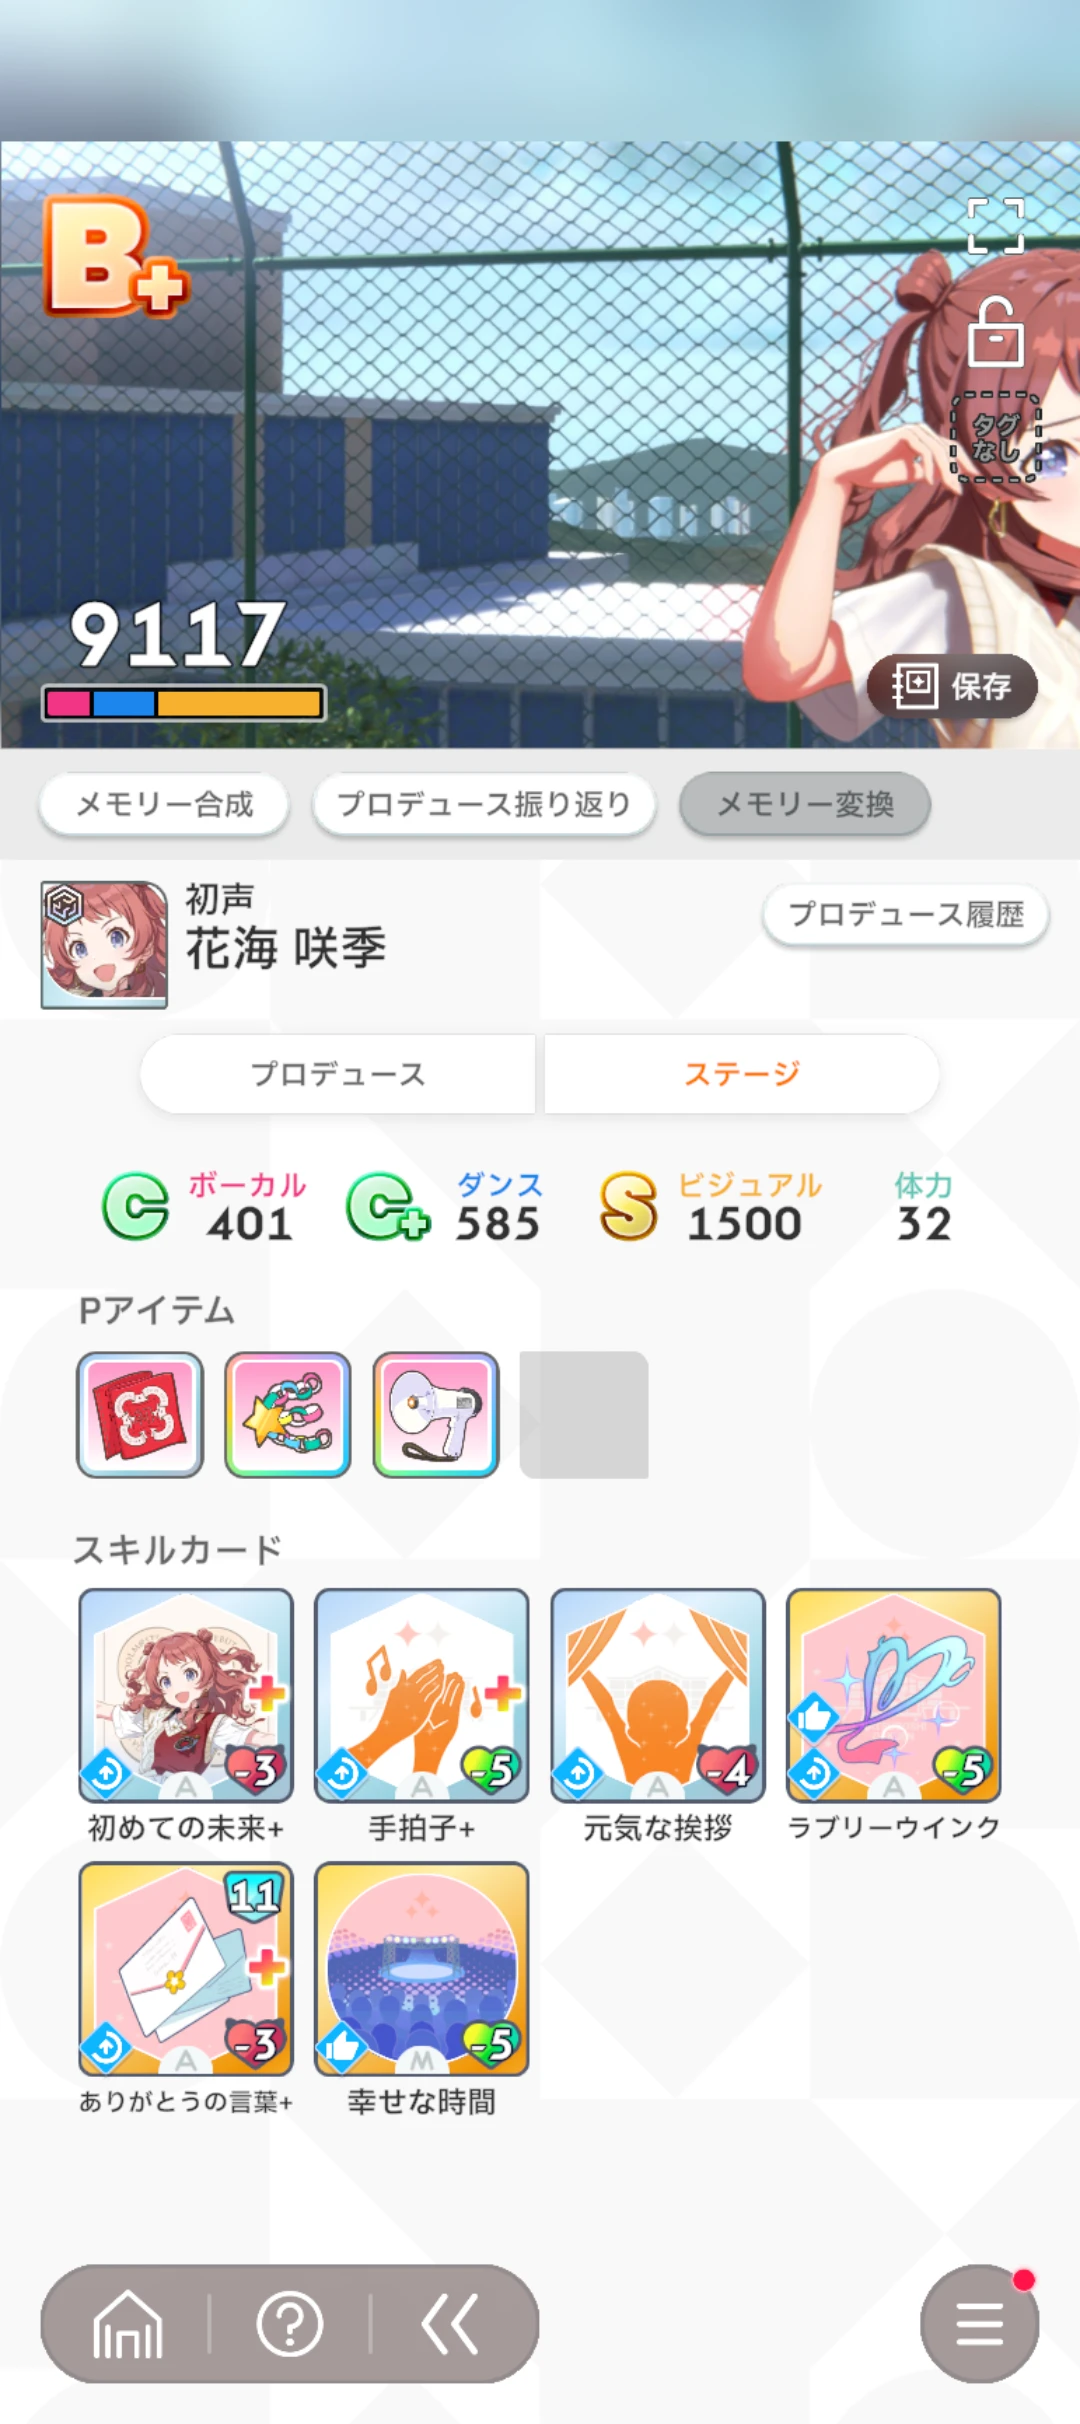 B+
タグ
なし
9117
保存
メモリー合成 プロデュース振り返り メモリー変換
初声
花海 咲季
プロデュース履歴
プロデュース ステージ
C ボーカル 401 C+ ダンス 585 S ビジュアル 1500 体力 32
Pアイテム
スキルカード
-3 A -5 A -4 A -5 A
初めての未来+ 手拍子+ 元気な挨拶 ラブリーウインク
11
-3 A -5 M
ありがとうの言葉+ 幸せな時間